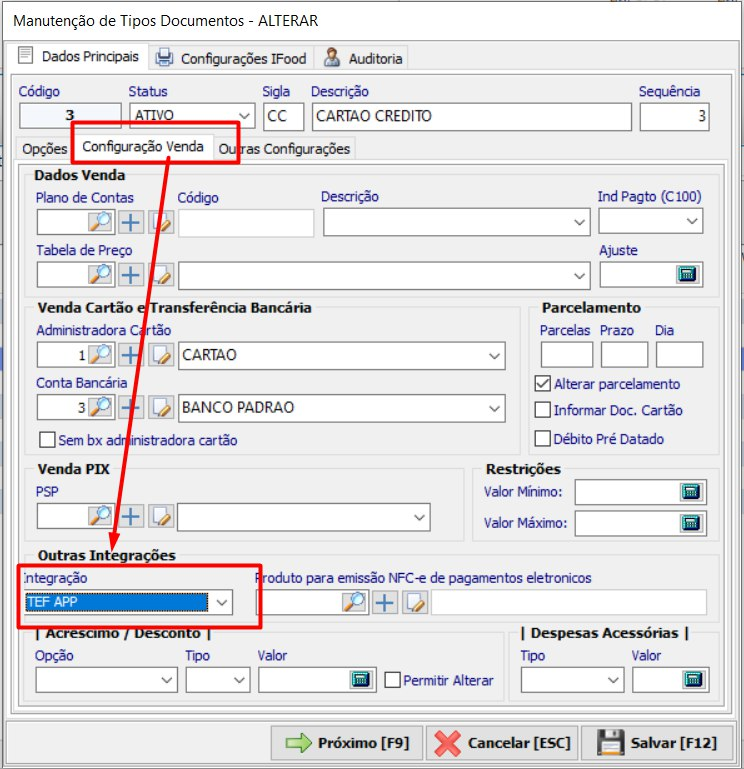 Manutenção de Tipos Documentos - ALTERAR
Dados Principais Configurações IFood Auditoria
Código Status Sigla Descrição Sequência
3 ATIVO CC CARTAO CREDITO 3
Opções Configuração Venda Outras Configurações
Dados Venda
Plano de Contas Código Descrição Ind Pagto (C100)
Tabela de Preço Ajuste
Venda Cartão e Transferência Bancária Parcelamento
Administradora Cartão Parcelas Prazo Dia
1 CARTAO
Conta Bancária Alterar parcelamento
3 BANCO PADRAO Informar Doc. Cartão
Sem bx administradora cartão Débito Pré Datado
Venda PIX Restrições
PSP Valor Mínimo:
Valor Máximo:
Outras Integrações
Integração Produto para emissão NFC-e de pagamentos eletronicos
TEF APP
| Acréscimo / Desconto | | Despesas Acessórias |
Opção Tipo Valor Tipo Valor
Permitir Alterar
Próximo [F9] Cancelar [ESC] Salvar [F12]